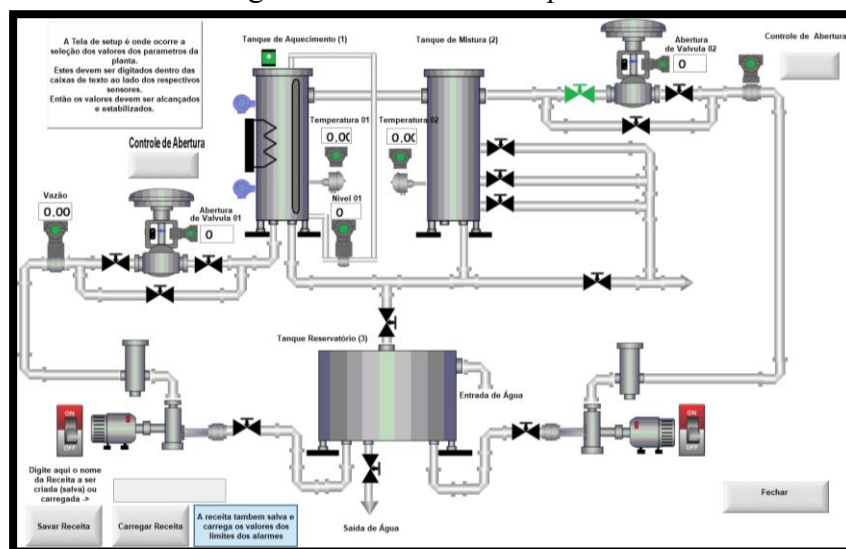 A Tela de setup é onde ocorre a
seleção dos valores dos parametros da
planta.
Estes devem ser digitados dentro das
caixas de texto ao lado dos respectivos
sensores.
Então os valores devem ser alcançados
e estabilizados.
Tanque de Aquecimento (1)
Tanque de Mistura (2)
Abertura
de Valvula 02
0
Controle de Abertura
Controle de Abertura
Temperatura 01
0.00
Temperatura 02
0.00
Vazão
0.00
Abertura
de Valvula 01
0
Nivel 01
0
Tanque Reservatório (3)
Entrada de Água
ON
OFF
ON
OFF
Digite aqui o nome
da Receita a ser
criada (salva) ou
carregada ->
Savar Receita
Carregar Receita
A receita tambem salva e
carrega os valores dos
limites dos alarmes
Saída de Água
Fechar